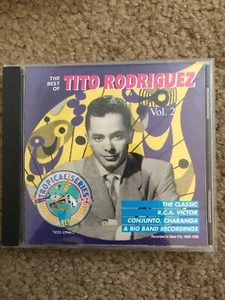 THE BEST OF
TITO RODRIGUEZ
Vol. 2
TROPICAL SERIES
THE CLASSIC
R.C.A. VICTOR
CONJUNTO, CHARANGA
& BIG BAND RECORDINGS